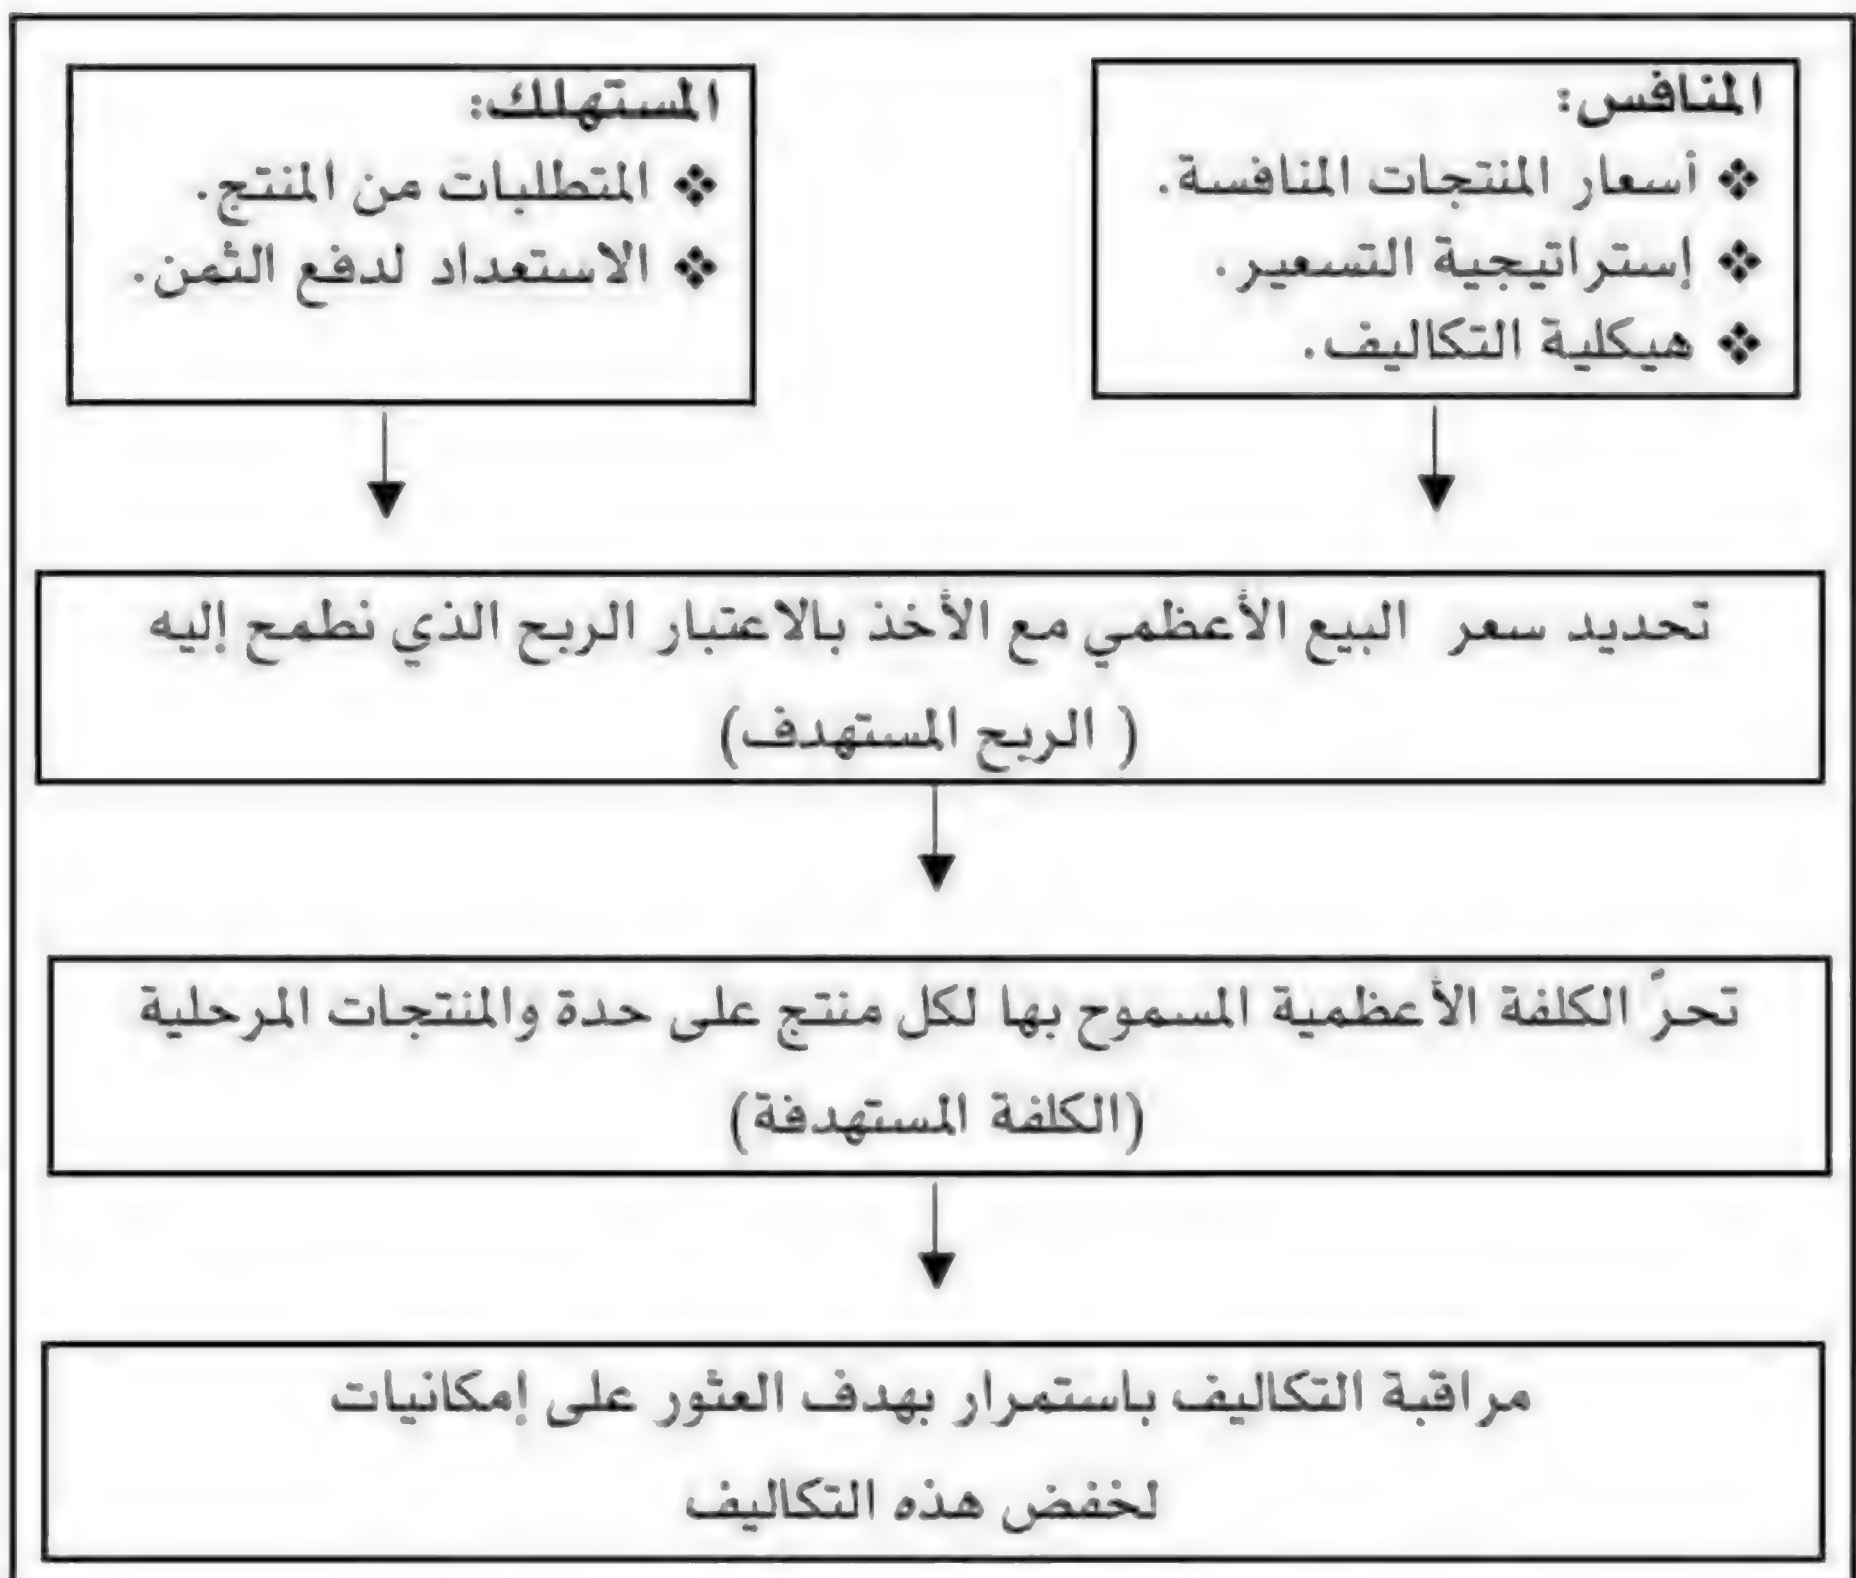 المنافس:
❖ أسعار المنتجات المنافسة.
❖ إستراتيجية التسعير.
❖ هيكلية التكاليف.
المستهلك:
❖ المتطلبات من المنتج.
❖ الاستعداد لدفع الثمن.
تحديد سعر البيع الأعظمي مع الأخذ بالاعتبار الربح الذي نطمح إليه
( الربح المستهدف)
تحرّ الكلفة الأعظمية المسموح بها لكل منتج على حدة والمنتجات المرحلية
(الكلفة المستهدفة)
مراقبة التكاليف باستمرار بهدف العثور على إمكانيات
لخفض هذه التكاليف